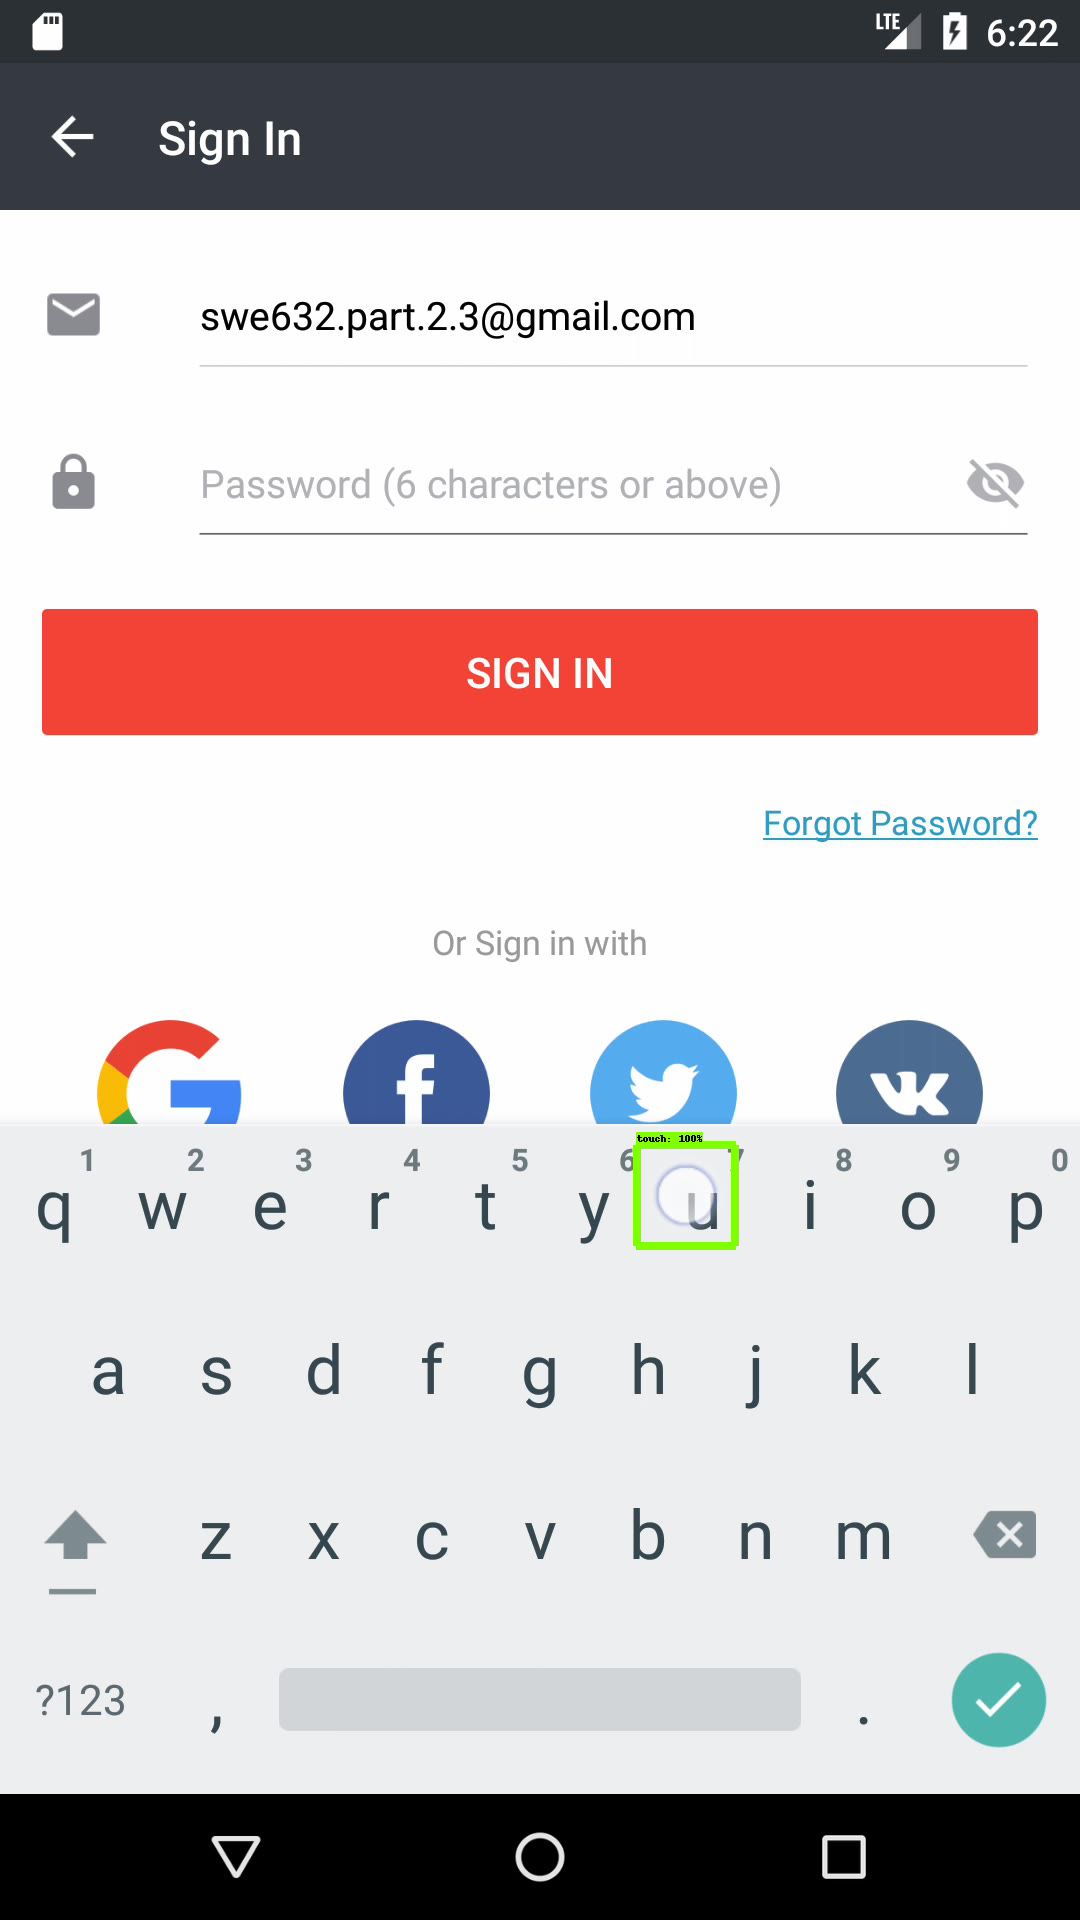 LTE 6:22
Sign In
swe632.part.2.3@gmail.com
Password (6 characters or above)
SIGN IN
Forgot Password?
Or Sign in with
touch: 100%
1 2 3 4 5 6 7 8 9 0
q w e r t y u i o p
a s d f g h j k l
z x c v b n m
?123 , .